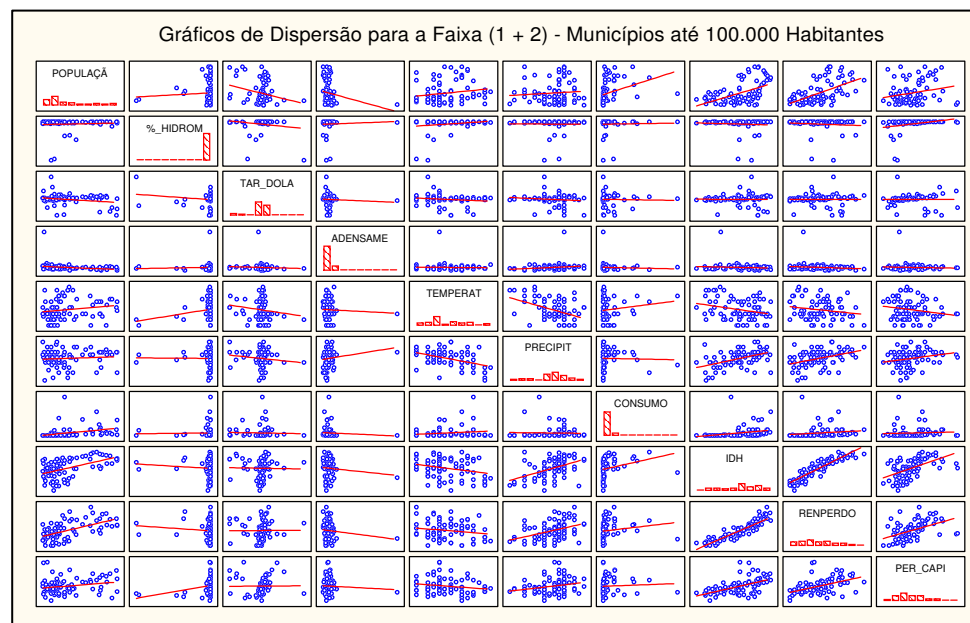 Gráficos de Dispersão para a Faixa (1 + 2) - Municípios até 100.000 Habitantes
POPULAÇÃ
%_HIDROM
TAR_DOLA
ADENSAME
TEMPERAT
PRECIPIT
CONSUMO
IDH
RENPERDO
PER_CAPI